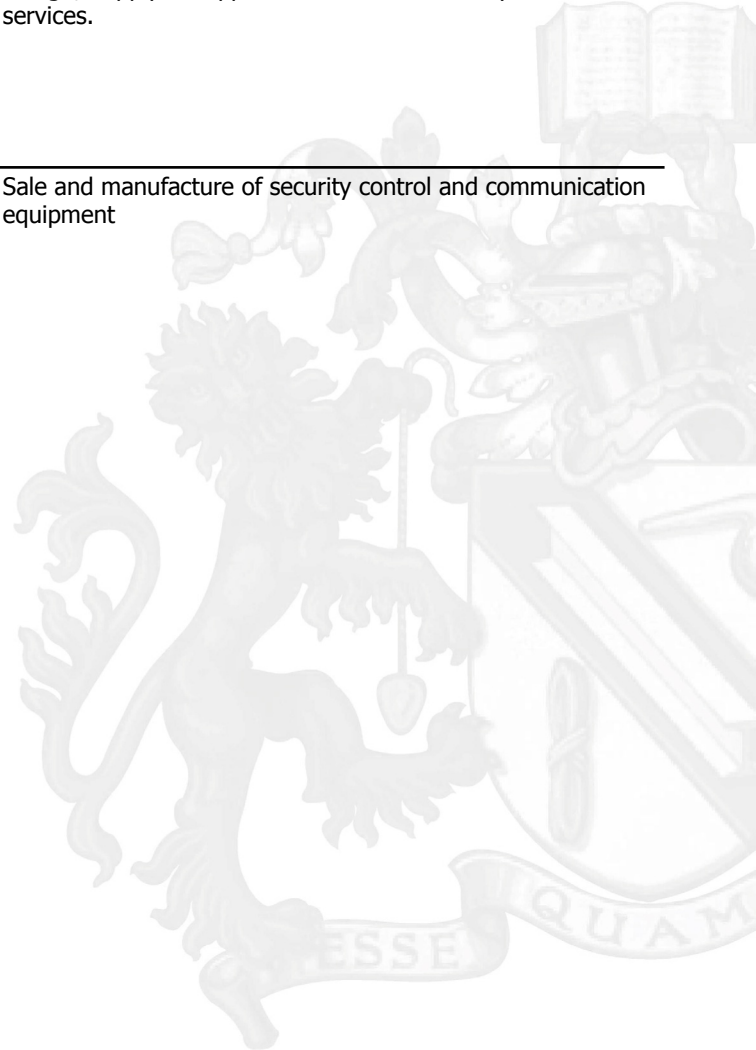 services.
Sale and manufacture of security control and communication
equipment
ESSE QUAM